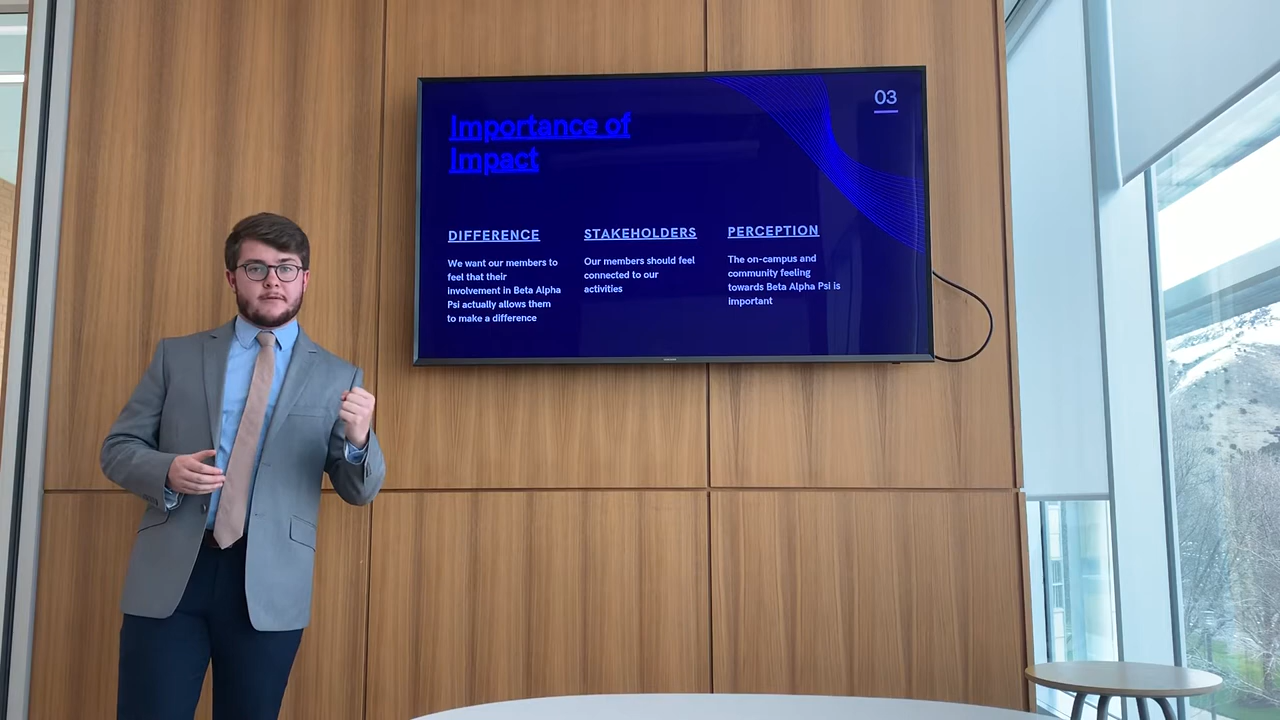 03
Importance of
Impact
DIFFERENCE
We want our members to
feel that their
involvement in Beta Alpha
Psi actually allows them
to make a difference
STAKEHOLDERS
Our members should feel
connected to our
activities
PERCEPTION
The on-campus and
community feeling
towards Beta Alpha Psi is
important